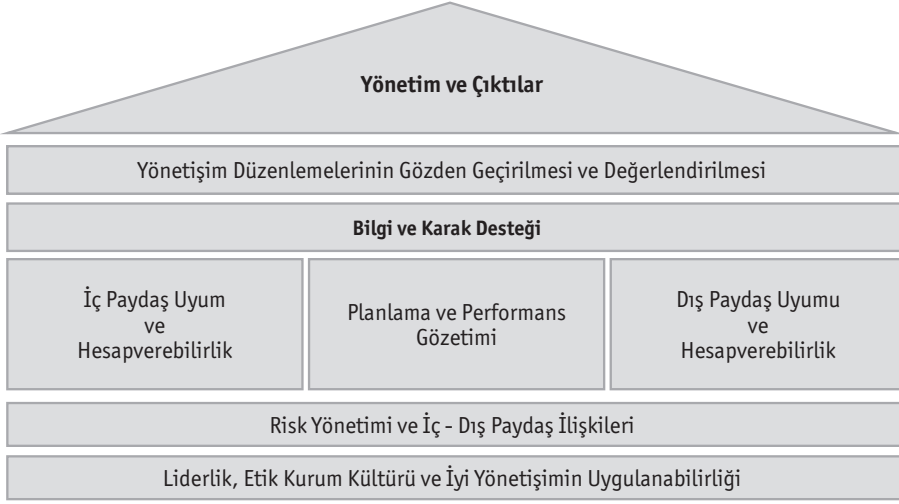 Yönetim ve Çıktılar
Yönetişim Düzenlemelerinin Gözden Geçirilmesi ve Değerlendirilmesi
Bilgi ve Karak Desteği
İç Paydaş Uyum
ve
Hesapverebilirlik
Planlama ve Performans
Gözetimi
Dış Paydaş Uyumu
ve
Hesapverebilirlik
Risk Yönetimi ve İç - Dış Paydaş İlişkileri
Liderlik, Etik Kurum Kültürü ve İyi Yönetişimin Uygulanabilirliği